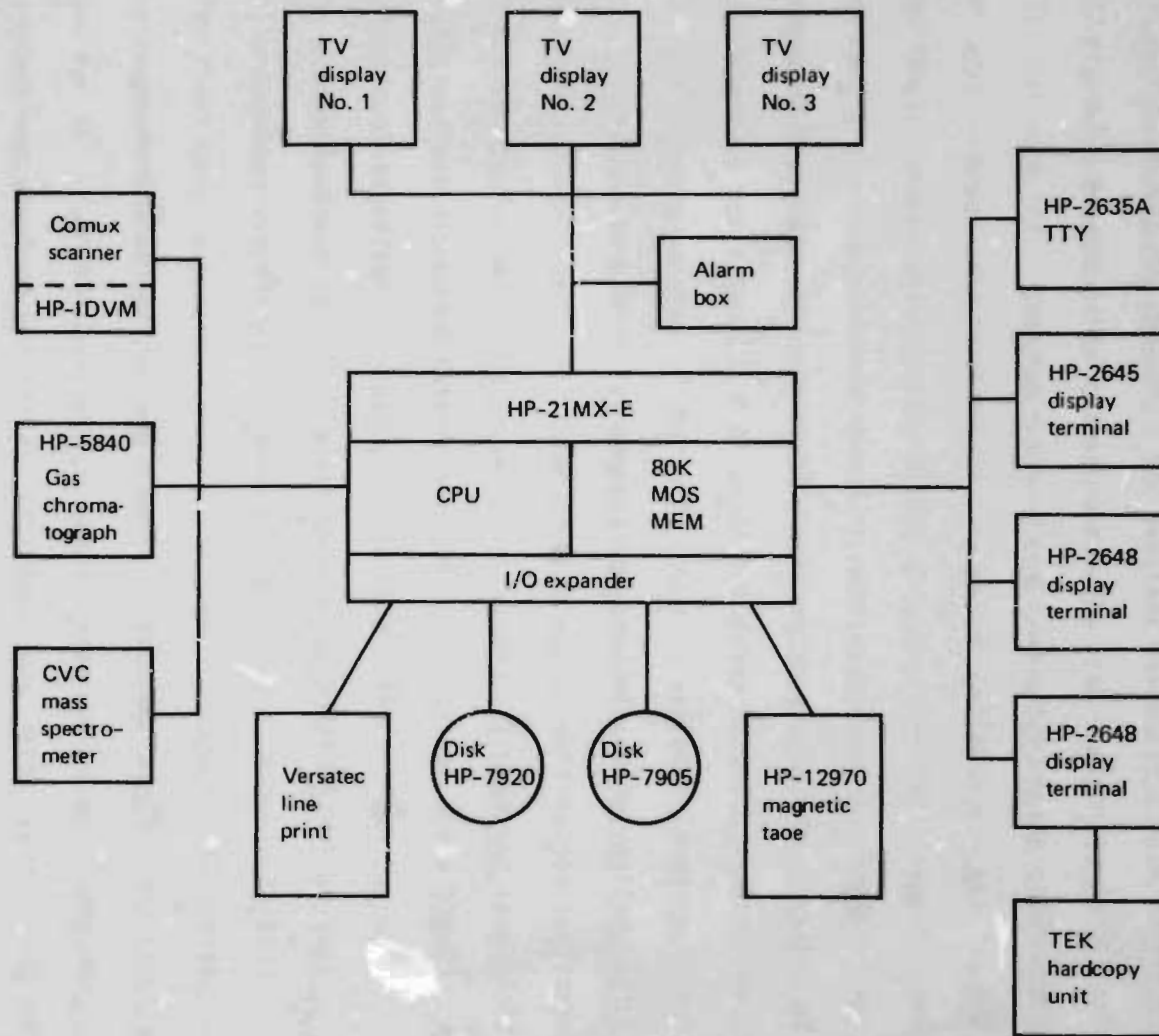 TV
display
No. 1
TV
display
No. 2
TV
display
No. 3
Alarm
box
Comux
scanner
HP-1DVM
HP-5840
Gas
chroma-
tograph
CVC
mass
spectro-
meter
HP-21MX-E
CPU
80K
MOS
MEM
I/O expander
Versatec
line
print
Disk
HP-7920
Disk
HP-7905
HP-12970
magnetic
taoe
HP-2635A
TTY
HP-2645
display
terminal
HP-2648
display
terminal
HP-2648
display
terminal
TEK
hardcopy
unit